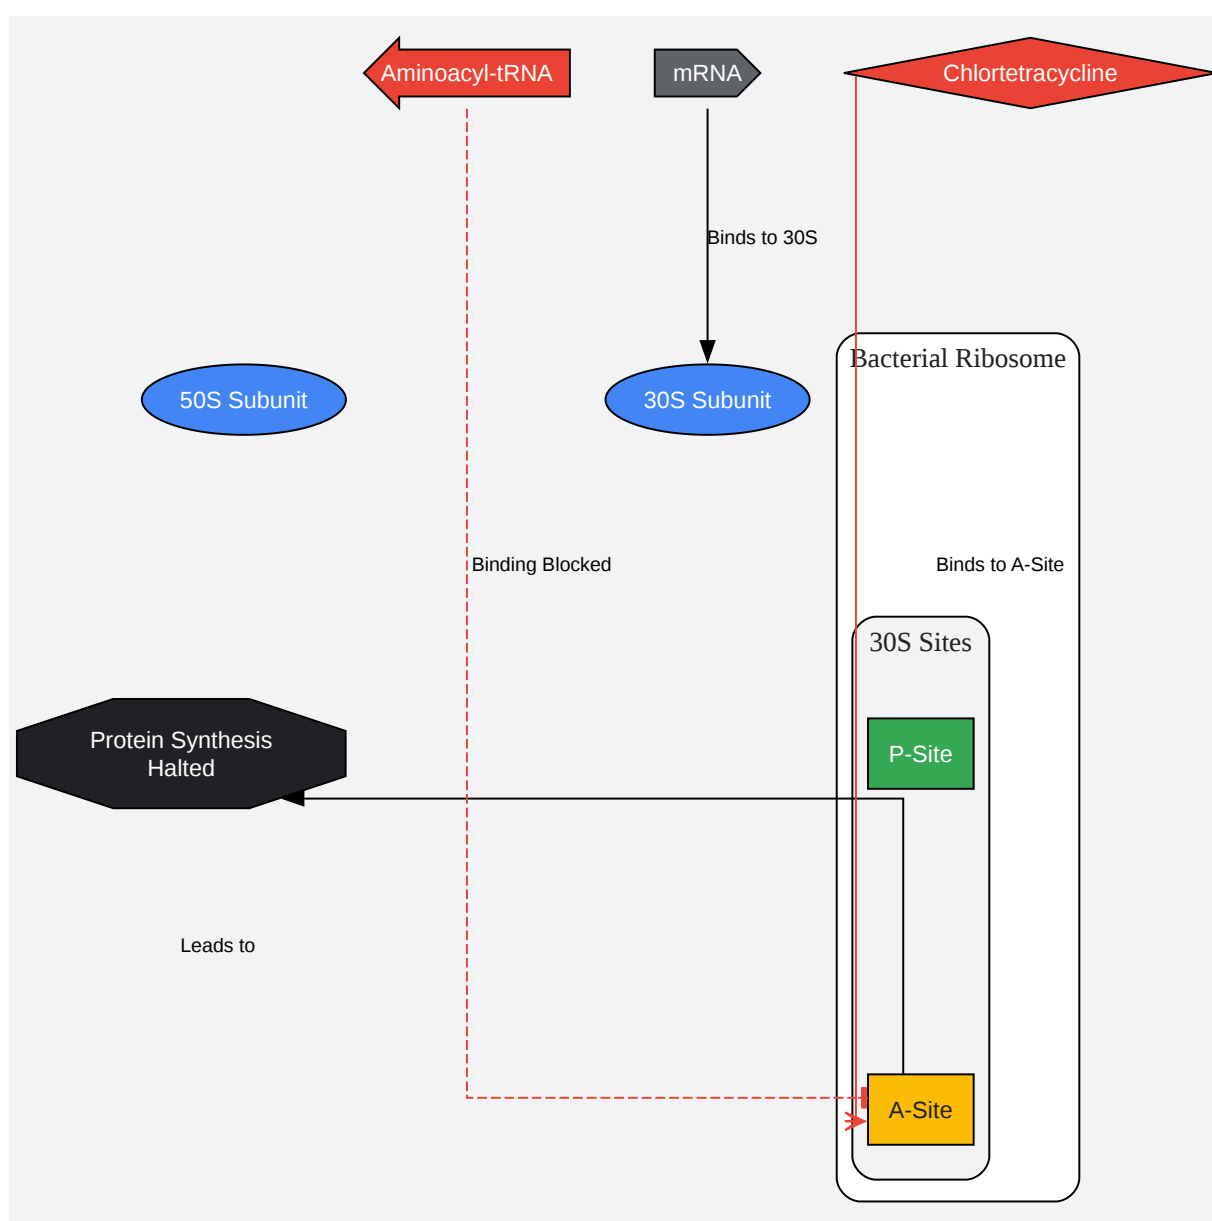 Aminoacyl-tRNA
mRNA
Chlortetracycline
Binds to 30S
Bacterial Ribosome
50S Subunit
30S Subunit
Binding Blocked
Binds to A-Site
30S Sites
Protein Synthesis
Halted
P-Site
Leads to
A-Site